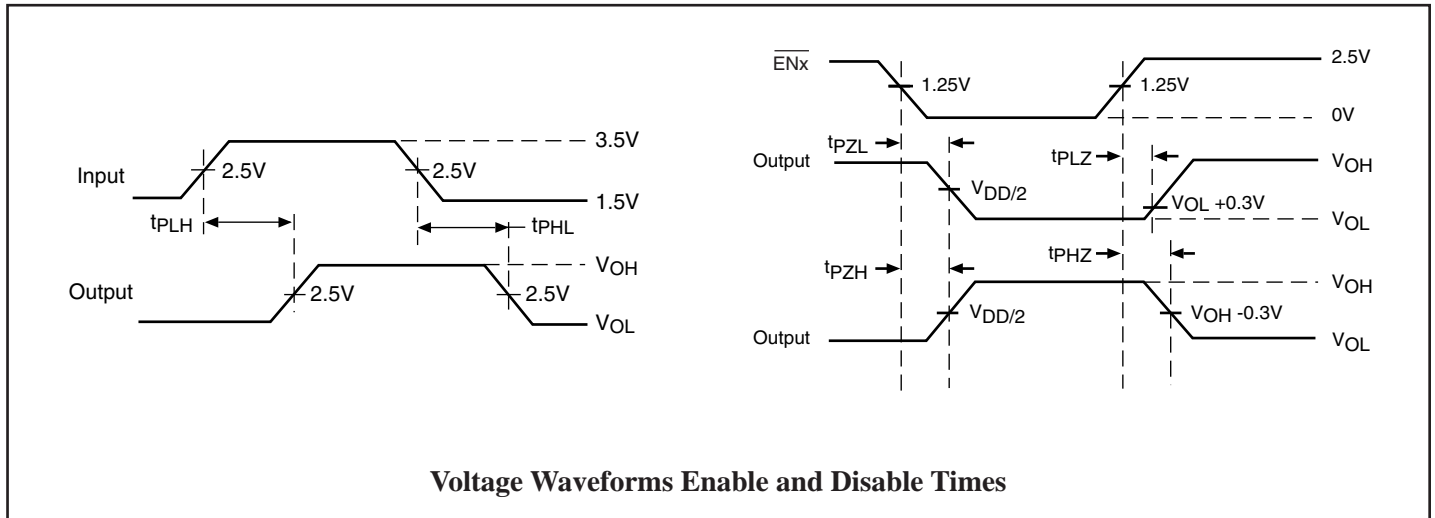 Input
2.5V
2.5V
3.5V
1.5V
tPLH
tPHL
Output
2.5V
2.5V
VOH
VOL
ENx
1.25V
1.25V
2.5V
0V
tPZL
tPLZ
Output
VDD/2
VOL +0.3V
VOH
VOL
tPZH
tPHZ
Output
VDD/2
VOH -0.3V
VOH
VOL
Voltage Waveforms Enable and Disable Times